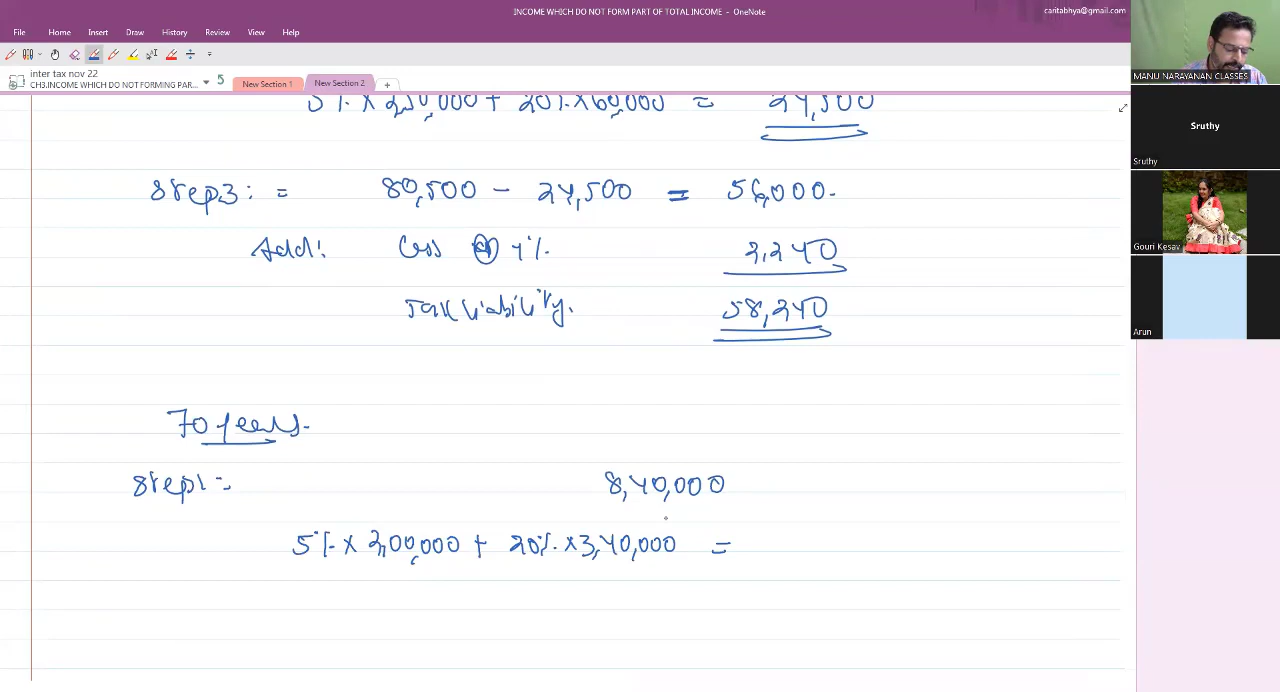 INCOME WHICH DO NOT FORM PART OF TOTAL INCOME - OneNote
caritabhya@gmail.com
File Home Insert Draw History Review View Help
inter tax nov 22
CH3.INCOME WHICH DO NOT FORMING PAR...
5
New Section 1
New Section 2
+
5% × 2,50,000 + 20% × 60,000 = 24,500
Step3: = 80,500 - 24,500 = 56,000.
Add: Cess @ 4% 2,240
Tax liability. 58,240
70 years.
Step1 := 8,40,000
5% × 2,00,000 + 20% × 3,40,000 =
MANU NARAYANAN CLASSES
Sruthy
Sruthy
Gouri Kesav
Arun